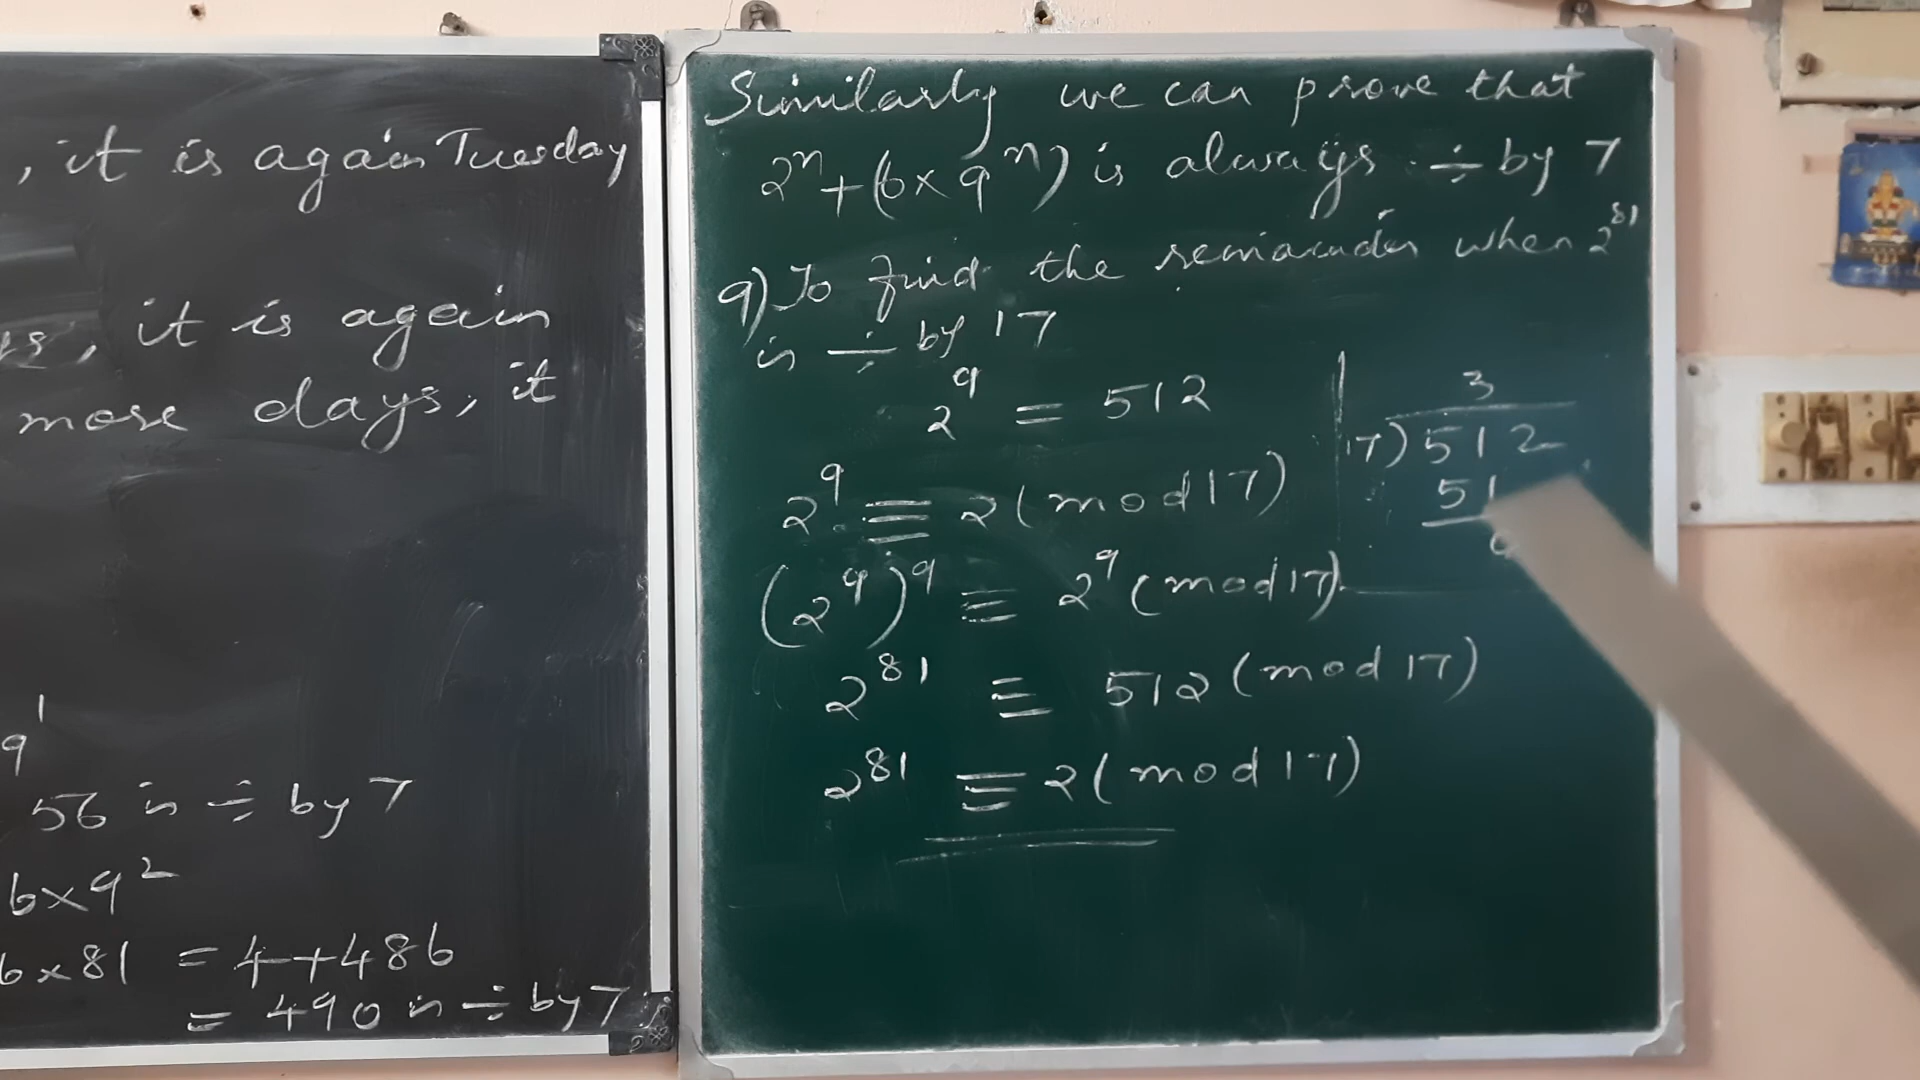 , it is again Tuesday
, it is again
more days, it
9¹
56 is ÷ by 7
6×9²
6×81 = 4+486
= 490 is ÷ by 7
Similarly we can prove that
2ⁿ+(6×9ⁿ) is always ÷ by 7
9) To find the remainder when 2⁸¹
is ÷ by 17
2⁹ = 512
2⁹ ≡ 2 (mod 17)
(2⁹)⁹ ≡ 2⁹ (mod 17)
2⁸¹ ≡ 512 (mod 17)
2⁸¹ ≡ 2 (mod 17)
3
17) 512
51